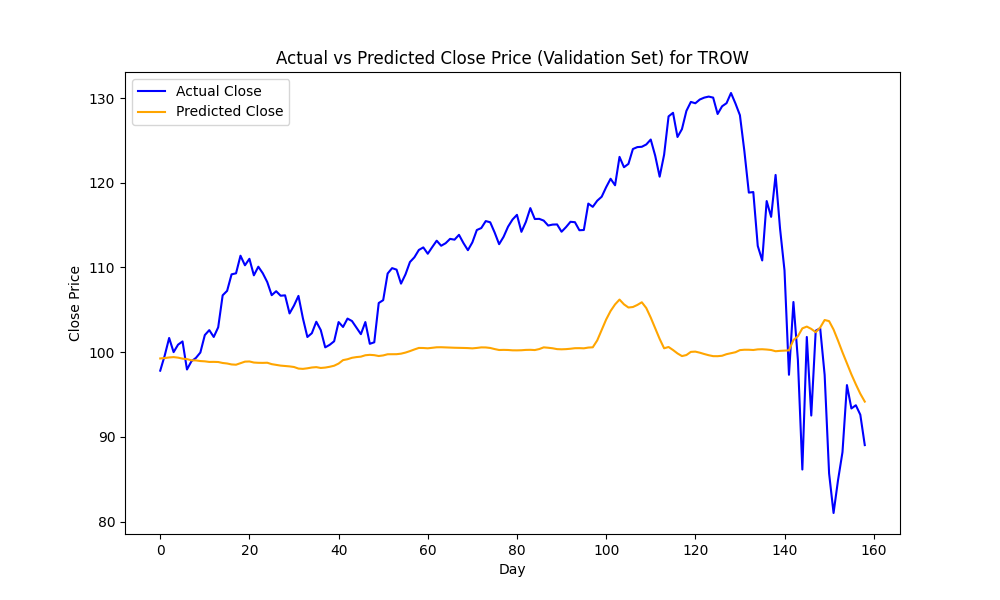 Actual vs Predicted Close Price (Validation Set) for TROW
Actual Close
Predicted Close
130
120
110
100
90
80
Close Price
0 20 40 60 80 100 120 140 160
Day